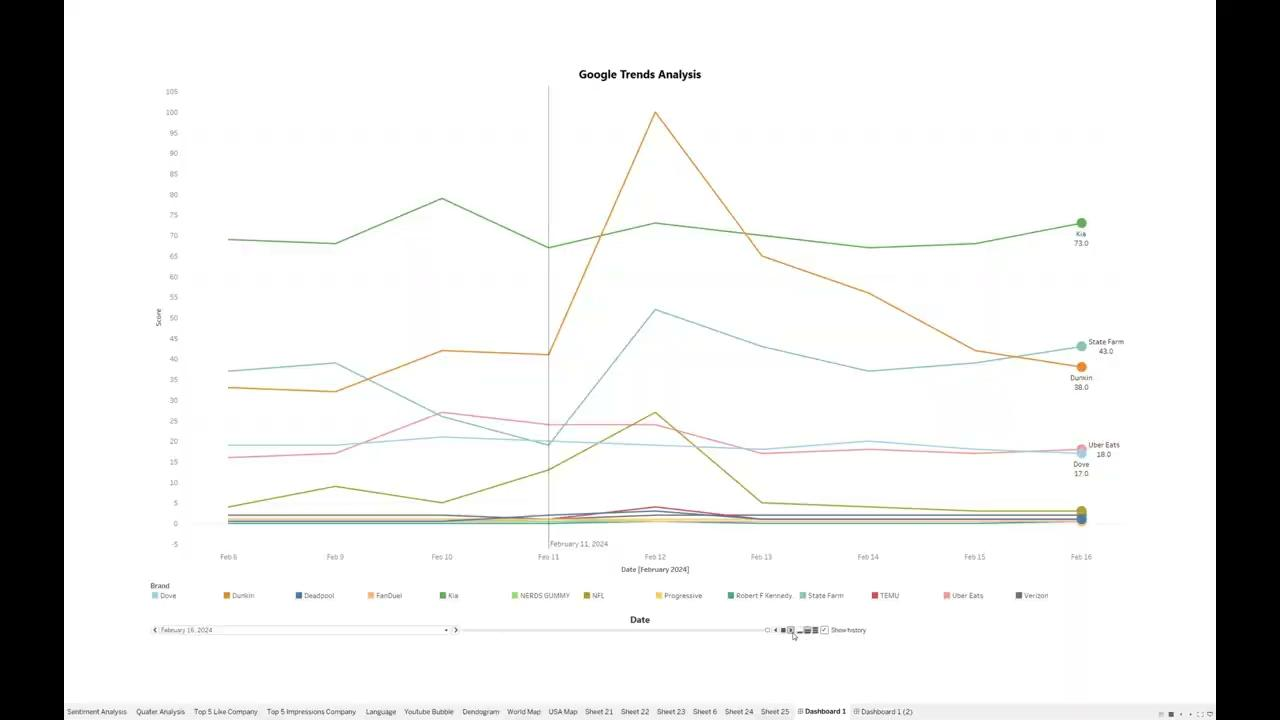 Google Trends Analysis
105
100
95
90
85
80
75
70
65
60
55
50
45
40
35
30
25
20
15
10
5
0
-5
Score
Kia
73.0
State Farm
43.0
Dunkin
38.0
Uber Eats
18.0
Dove
17.0
February 11, 2024
Feb 8 Feb 9 Feb 10 Feb 11 Feb 12 Feb 13 Feb 14 Feb 15 Feb 16
Date [February 2024]
Brand
Dove Dunkin Deadpool FanDuel Kia NERDS GUMMY NFL Progressive Robert F Kennedy. State Farm TEMU Uber Eats Verizon
Date
February 16, 2024 Show history
Sentiment Analysis Quater Analysis Top 5 Like Company Top 5 Impressions Company Language Youtube Bubble Dendogram World Map USA Map Sheet 21 Sheet 22 Sheet 23 Sheet 6 Sheet 24 Sheet 25 Dashboard 1 Dashboard 1 (2)